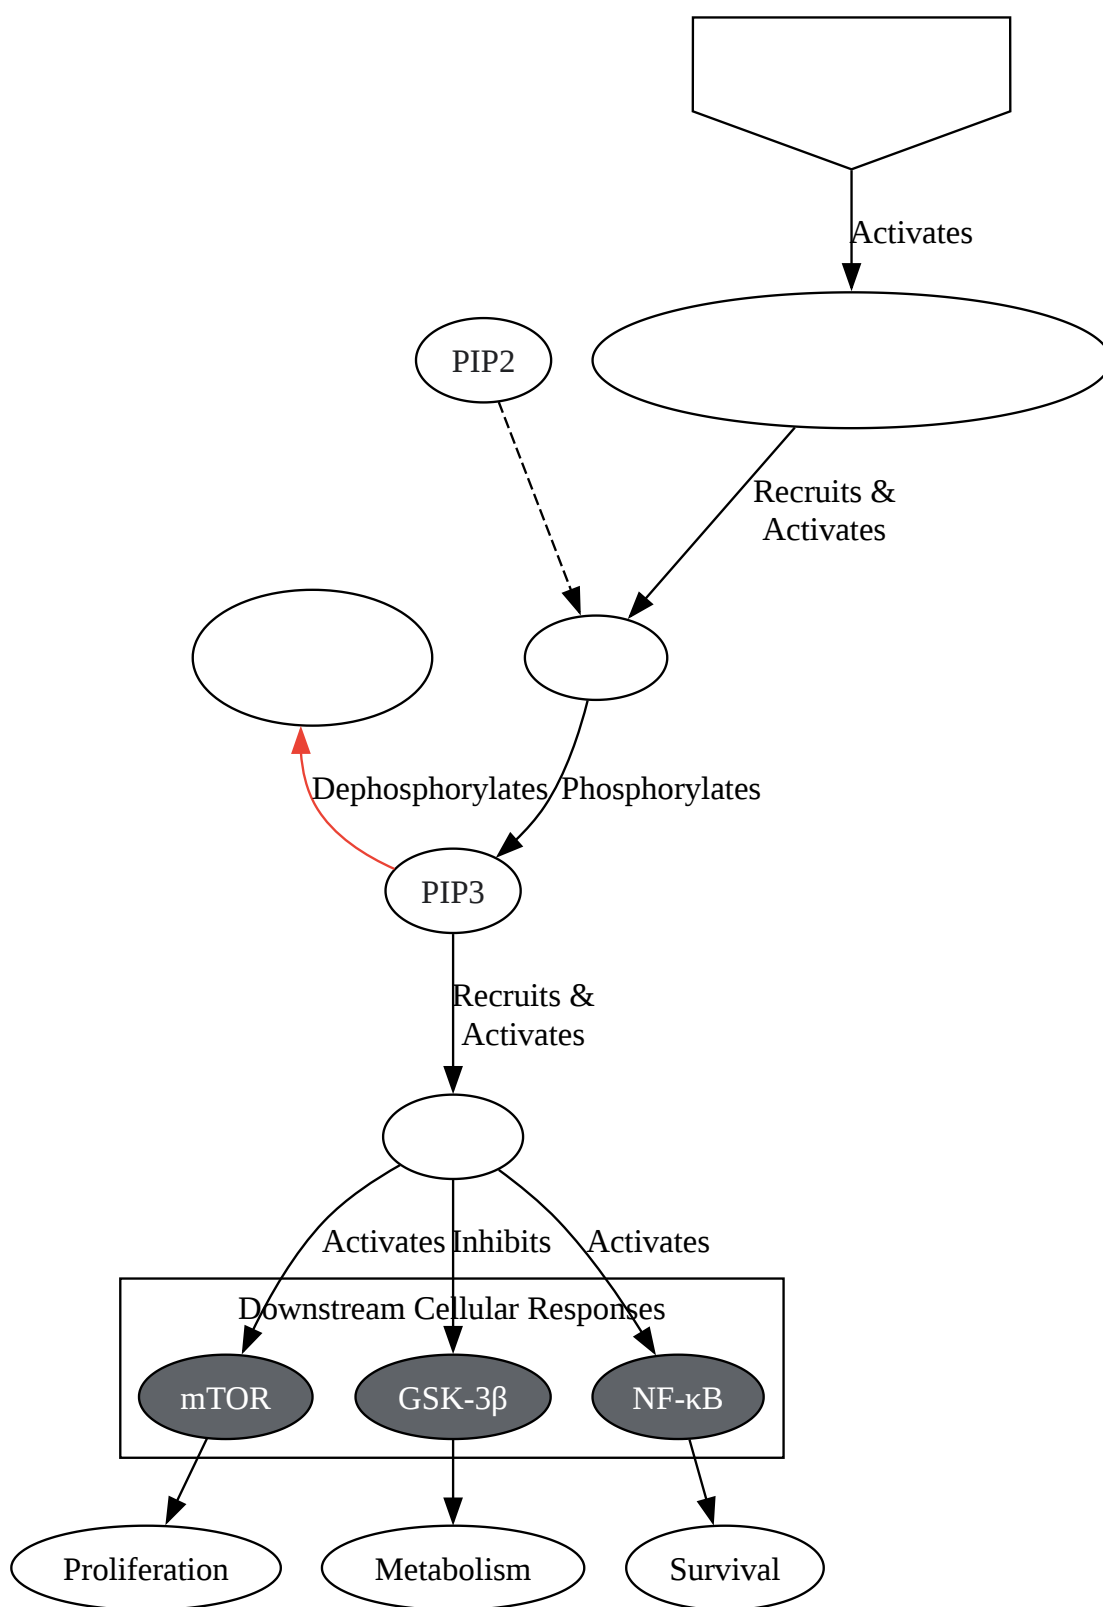 Activates
PIP2
Recruits &
Activates
Dephosphorylates
Phosphorylates
PIP3
Recruits &
Activates
Activates
Inhibits
Activates
Downstream Cellular Responses
mTOR
GSK-3β
NF-κB
Proliferation
Metabolism
Survival